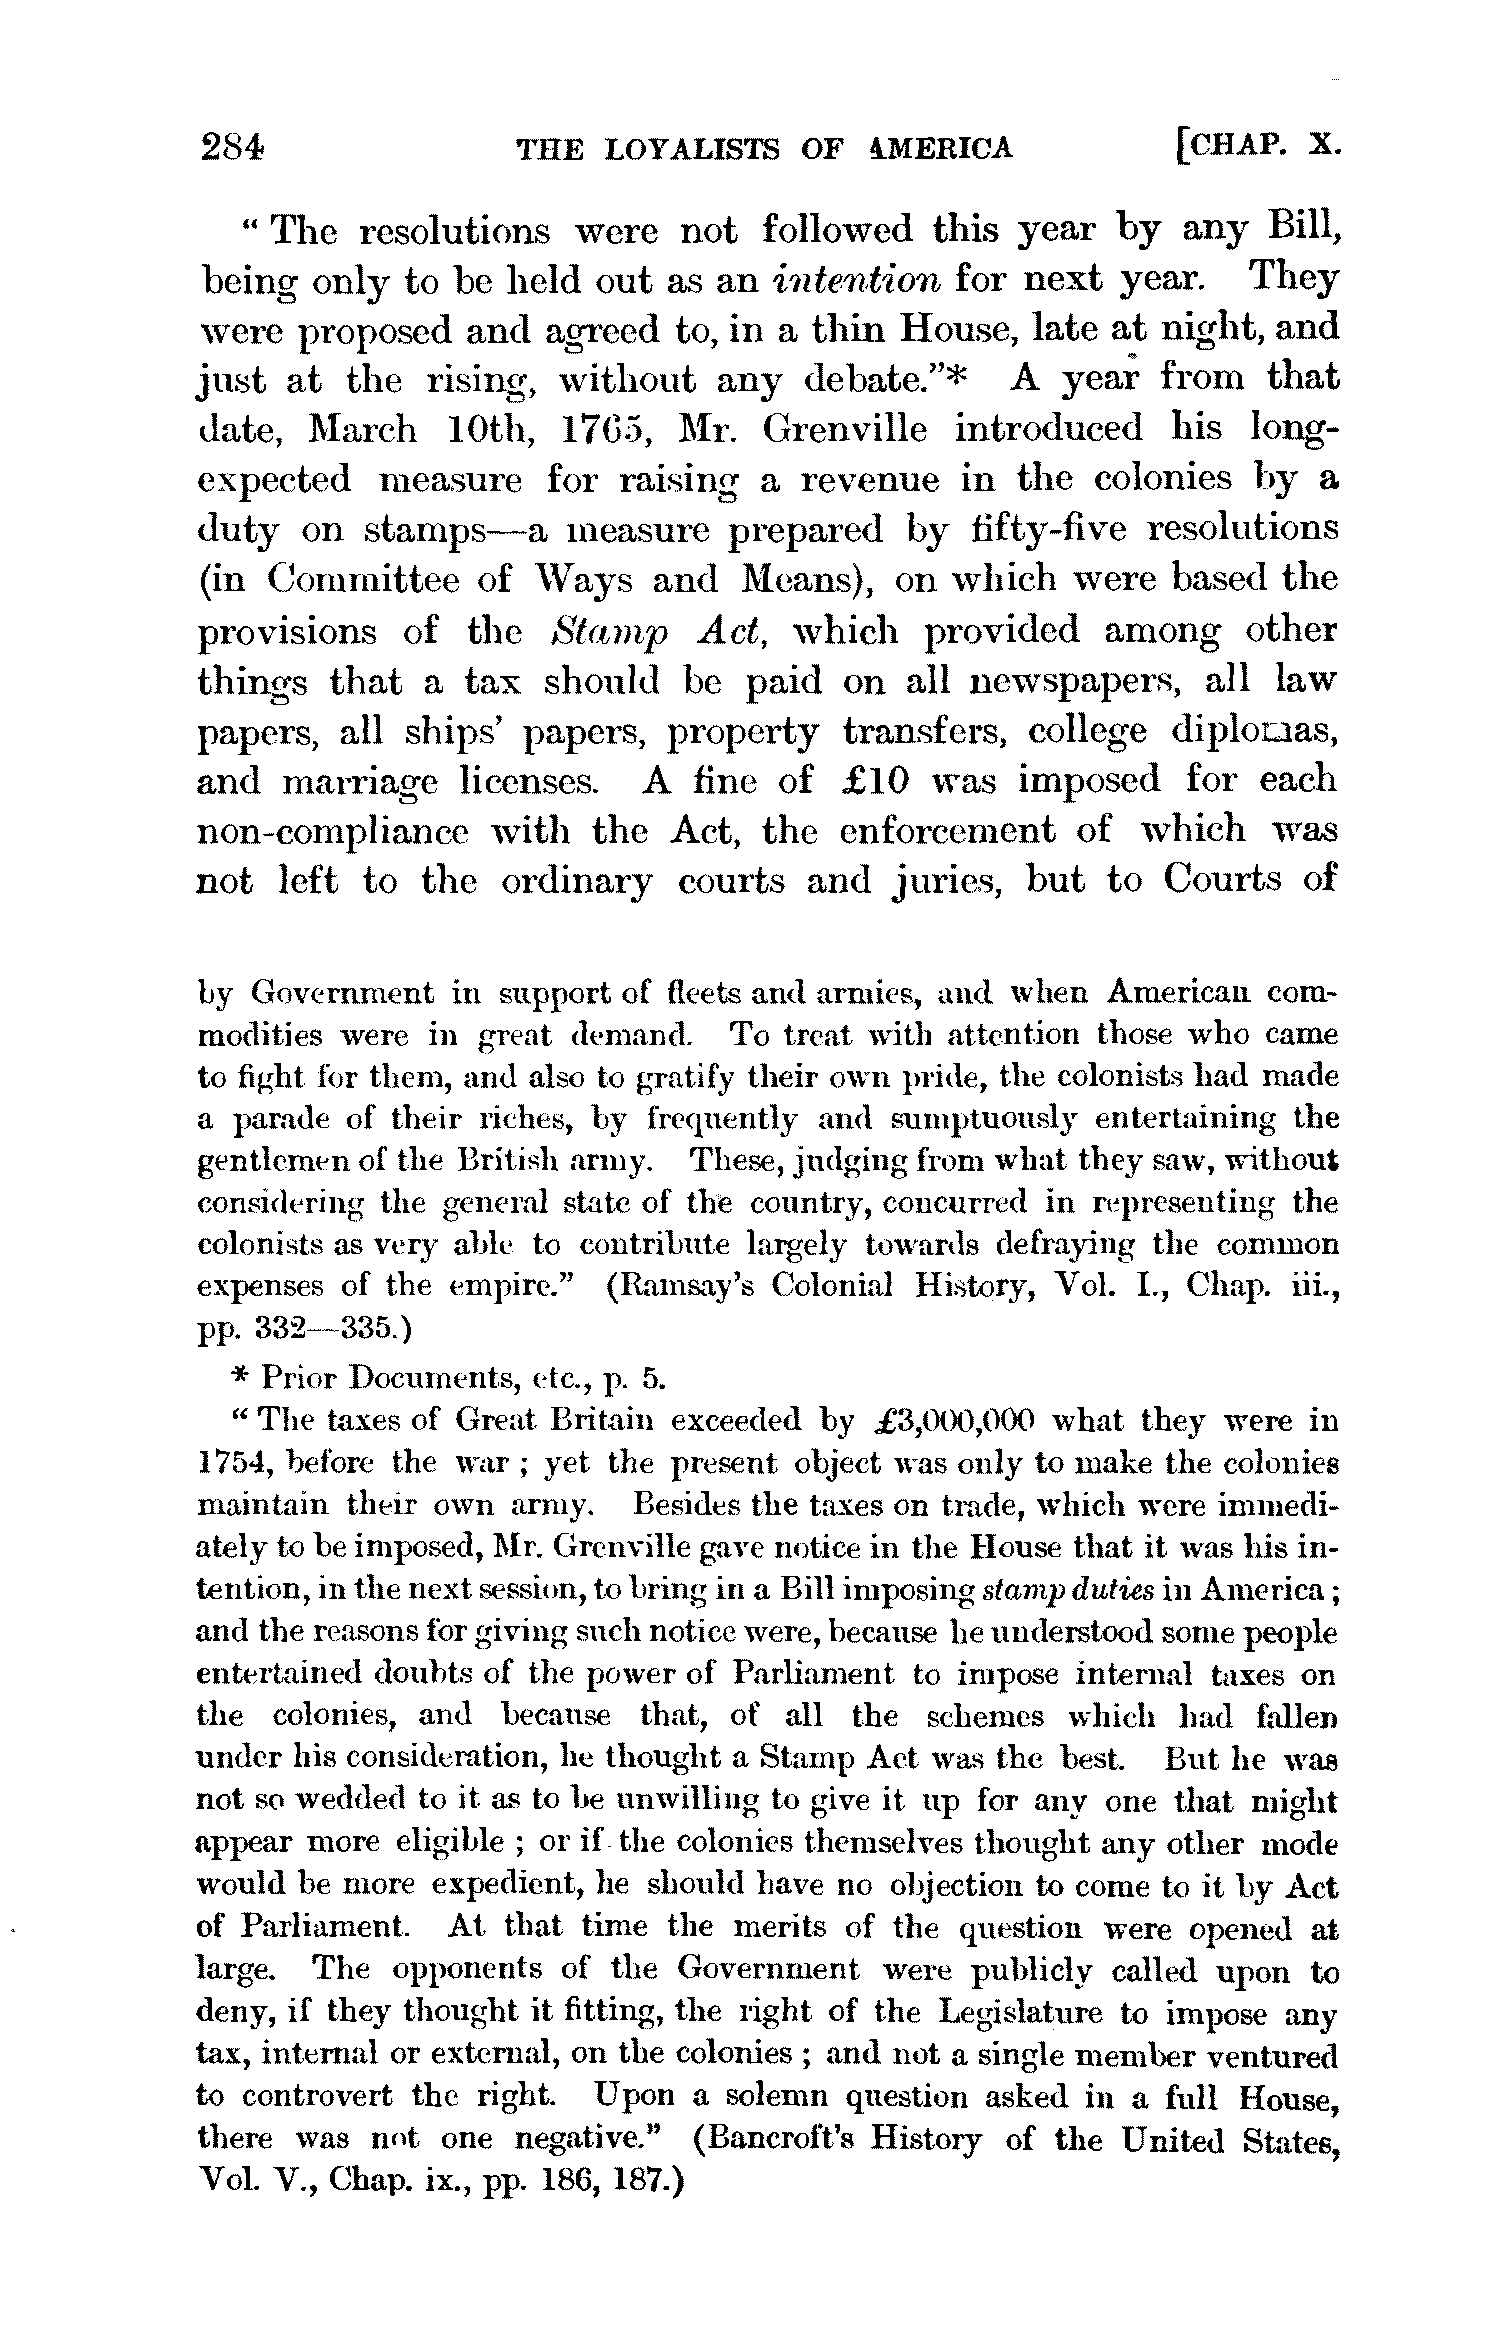 284 THE LOYALISTS OF AMERICA [CHAP. X.
“ The resolutions were not followed this year by any Bill,
being only to be held out as an intention for next year. They
were proposed and agreed to, in a thin House, late at night, and
just at the rising, without any debate.”* A year from that
date, March 10th, 1765, Mr. Grenville introduced his long-
expected measure for raising a revenue in the colonies by a
duty on stamps—a measure prepared by fifty-five resolutions
(in Committee of Ways and Means), on which were based the
provisions of the Stamp Act, which provided among other
things that a tax should be paid on all newspapers, all law
papers, all ships’ papers, property transfers, college diplomas,
and marriage licenses. A fine of £10 was imposed for each
non-compliance with the Act, the enforcement of which was
not left to the ordinary courts and juries, but to Courts of
by Government in support of fleets and armies, and when American com-
modities were in great demand. To treat with attention those who came
to fight for them, and also to gratify their own pride, the colonists had made
a parade of their riches, by frequently and sumptuously entertaining the
gentlemen of the British army. These, judging from what they saw, without
considering the general state of the country, concurred in representing the
colonists as very able to contribute largely towards defraying the common
expenses of the empire.” (Ramsay’s Colonial History, Vol. I., Chap. iii.,
pp. 332—335.)
* Prior Documents, etc., p. 5.
“ The taxes of Great Britain exceeded by £3,000,000 what they were in
1754, before the war ; yet the present object was only to make the colonies
maintain their own army. Besides the taxes on trade, which were immedi-
ately to be imposed, Mr. Grenville gave notice in the House that it was his in-
tention, in the next session, to bring in a Bill imposing stamp duties in America ;
and the reasons for giving such notice were, because he understood some people
entertained doubts of the power of Parliament to impose internal taxes on
the colonies, and because that, of all the schemes which had fallen
under his consideration, he thought a Stamp Act was the best. But he was
not so wedded to it as to be unwilling to give it up for any one that might
appear more eligible ; or if the colonies themselves thought any other mode
would be more expedient, he should have no objection to come to it by Act
of Parliament. At that time the merits of the question were opened at
large. The opponents of the Government were publicly called upon to
deny, if they thought it fitting, the right of the Legislature to impose any
tax, internal or external, on the colonies ; and not a single member ventured
to controvert the right. Upon a solemn question asked in a full House,
there was not one negative.” (Bancroft’s History of the United States,
Vol. V., Chap. ix., pp. 186, 187.)